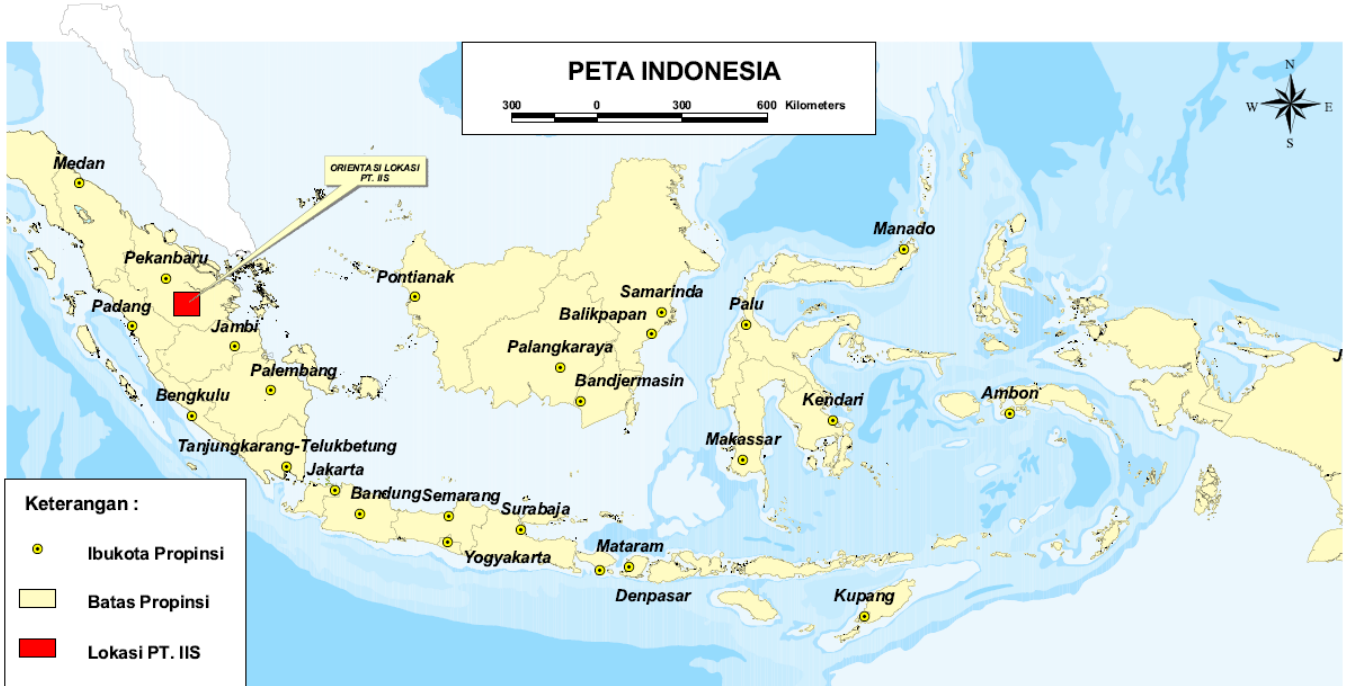 PETA INDONESIA
300 0 300 600 Kilometers
N
W E
S
Medan
ORIENTASI LOKASI
PT. IIS
Manado
Pekanbaru
Pontianak
Samarinda
Padang
Palu
Balikpapan
Jambi
J
Palangkaraya
Palembang
Bandjermasin
Ambon
Bengkulu
Kendari
Tanjungkarang-Telukbetung
Makassar
Jakarta
Bandung
Semarang
Surabaja
Yogyakarta
Mataram
Denpasar
Kupang
Keterangan :
Ibukota Propinsi
Batas Propinsi
Lokasi PT. IIS